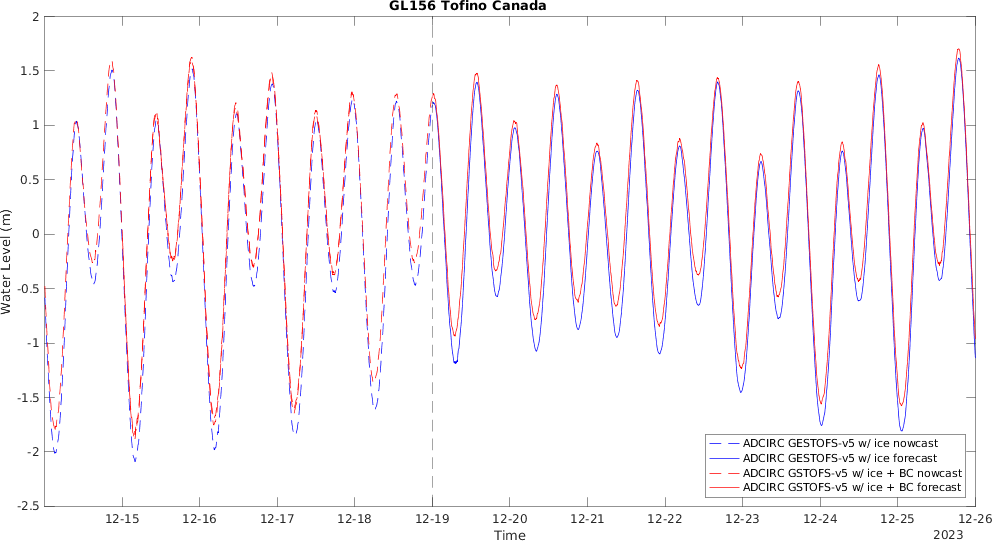 GL156 Tofino Canada
2
1.5
1
0.5
0
-0.5
-1
-1.5
-2
-2.5
Water Level (m)
ADCIRC GESTOFS-v5 w/ ice nowcast
ADCIRC GESTOFS-v5 w/ ice forecast
ADCIRC GSTOFS-v5 w/ ice + BC nowcast
ADCIRC GSTOFS-v5 w/ ice + BC forecast
12-15 12-16 12-17 12-18 12-19 12-20 12-21 12-22 12-23 12-24 12-25 12-26
Time
2023